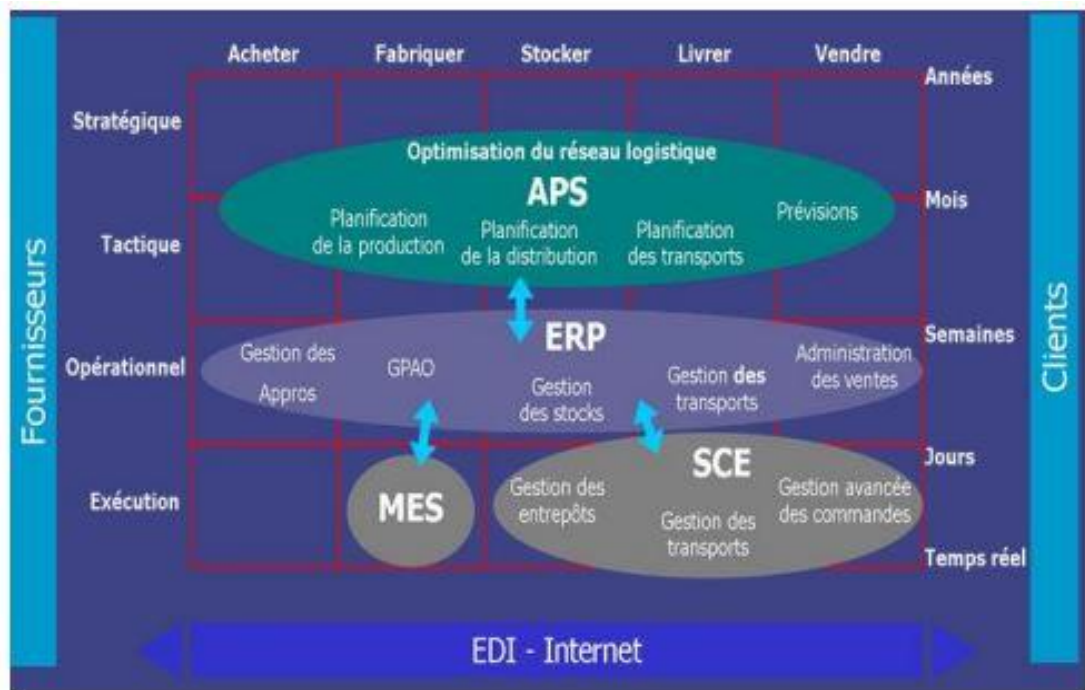 Acheter
Fabriquer
Stocker
Livrer
Vendre
Années
Stratégique
Optimisation du réseau logistique
APS
Mois
Prévisions
Planification
de la production
Planification
de la distribution
Planification
des transports
Tactique
Fournisseurs
Clients
ERP
Semaines
Opérationnel
Gestion des
Appros
GPAO
Gestion
des stocks
Gestion des
transports
Administration
des ventes
Jours
SCE
Exécution
MES
Gestion des
entrepôts
Gestion des
transports
Gestion avancée
des commandes
Temps réel
EDI - Internet